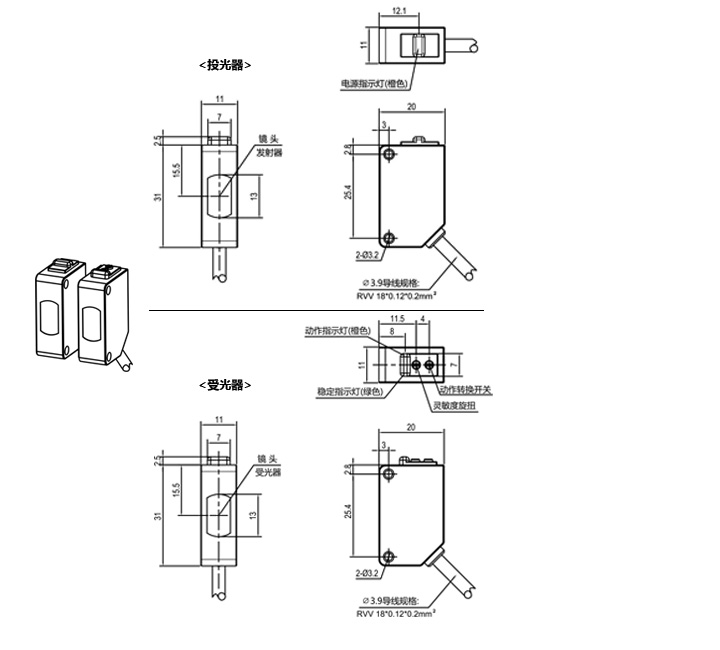 12.1
11
<投光器>
电源指示灯(橙色)
11
20
7
3
2.5
镜头
发射器
2.8
15.5
31
13
25.4
2-Ø3.2
Ø3.9导线规格:
RVV 18*0.12*0.2mm²
11.5
4
动作指示灯(橙色)
8
11
7
<受光器>
稳定指示灯(绿色)
动作转换开关
灵敏度旋扭
11
20
7
3
2.5
镜头
受光器
2.8
15.5
31
13
25.4
2-Ø3.2
Ø3.9导线规格:
RVV 18*0.12*0.2mm²